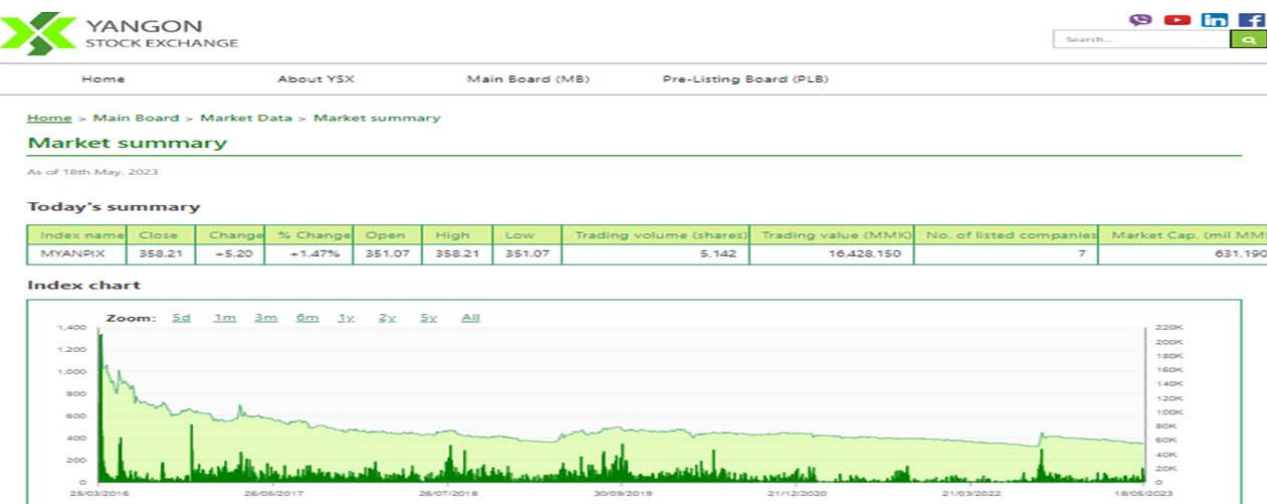 YANGON
STOCK EXCHANGE
Search...
Home About YSX Main Board (MB) Pre-Listing Board (PLB)
Home > Main Board > Market Data > Market summary
Market summary
As of 18th May, 2023
Today's summary
Index name Close Change % Change Open High Low Trading volume (shares) Trading value (MMK) No. of listed companies Market Cap. (mil MM
MYANPIX 358.21 +5.20 +1.47% 351.07 358.21 351.07 5,142 16,428,150 7 631,190
Index chart
Zoom: 5d 1m 3m 6m 1y 2y 5y All
1,400 220K
1,200 200K
180K
1,000 160K
140K
800 120K
600 100K
80K
400 60K
40K
200 20K
0 0
25/03/2016 26/05/2017 26/07/2018 30/09/2019 21/12/2020 21/03/2022 18/05/2023